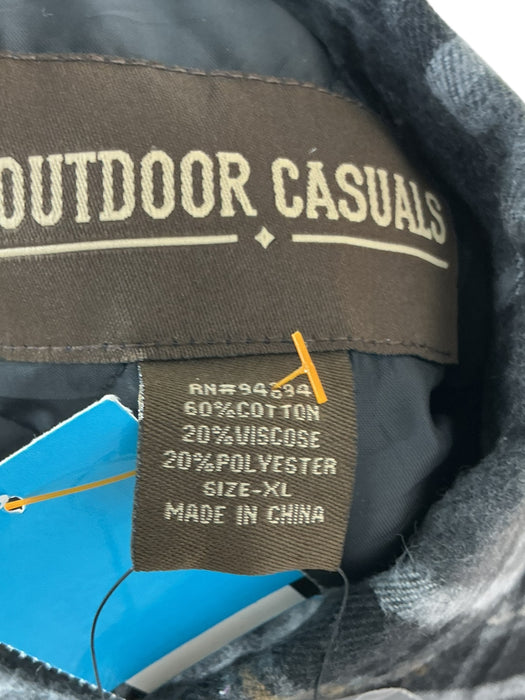 OUTDOOR CASUALS
60%COTTON
20%VISCOSE
20%POLYESTER
SIZE-XL
MADE IN CHINA